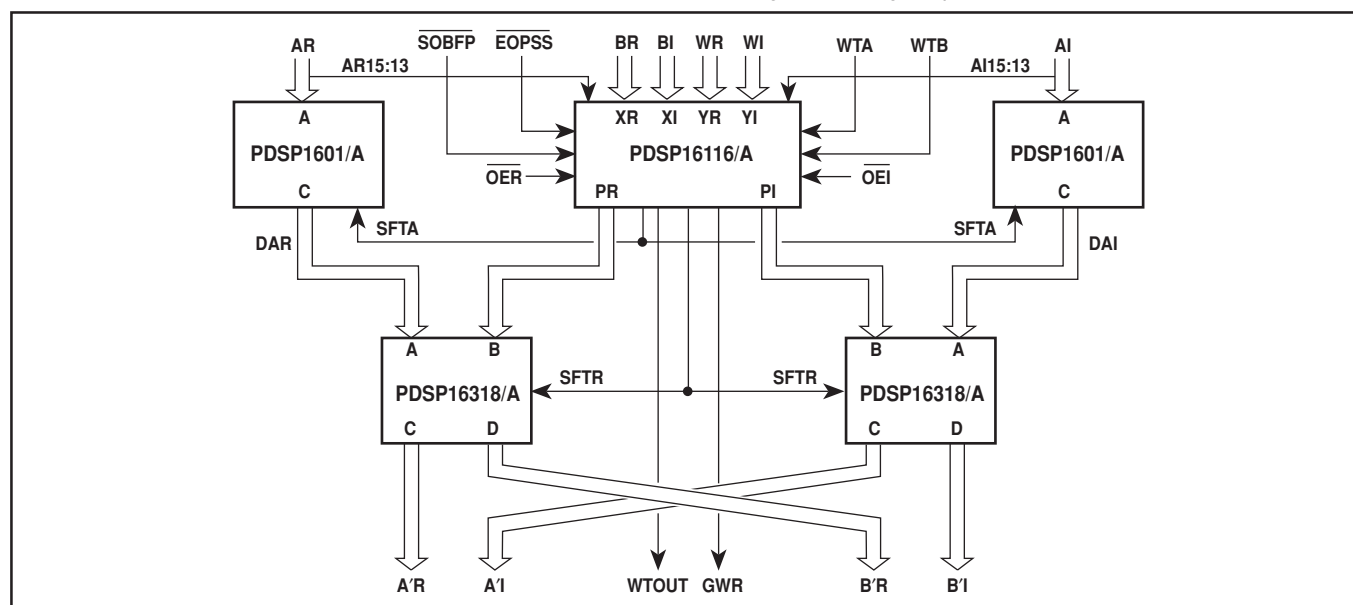 AR SOBFP EOPSS BR BI WR WI WTA WTB AI
AR15:13 AI15:13
A XR XI YR YI A
PDSP1601/A PDSP16116/A PDSP1601/A
OER OEI
C PR PI C
SFTA SFTA
DAR DAI
A B B A
SFTR SFTR
PDSP16318/A PDSP16318/A
C D C D
A′R A′I WTOUT GWR B′R B′I